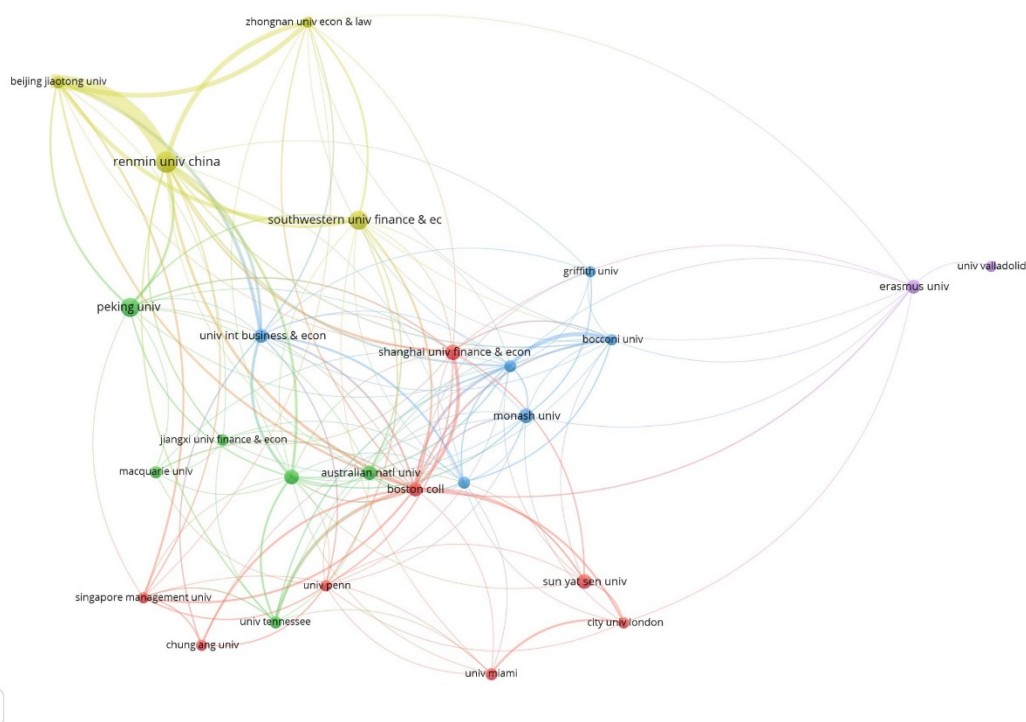 zhongnan univ econ & law
beijing jiaotong univ
renmin univ china
southwestern univ finance & ec
univ valladolid
griffith univ
erasmus univ
peking univ
univ int business & econ
bocconi univ
shanghai univ finance & econ
monash univ
jiangxi univ finance & econ
macquarie univ
australian natl univ
boston coll
sun yat sen univ
univ penn
singapore management univ
univ tennessee
city univ london
chung ang univ
univ miami